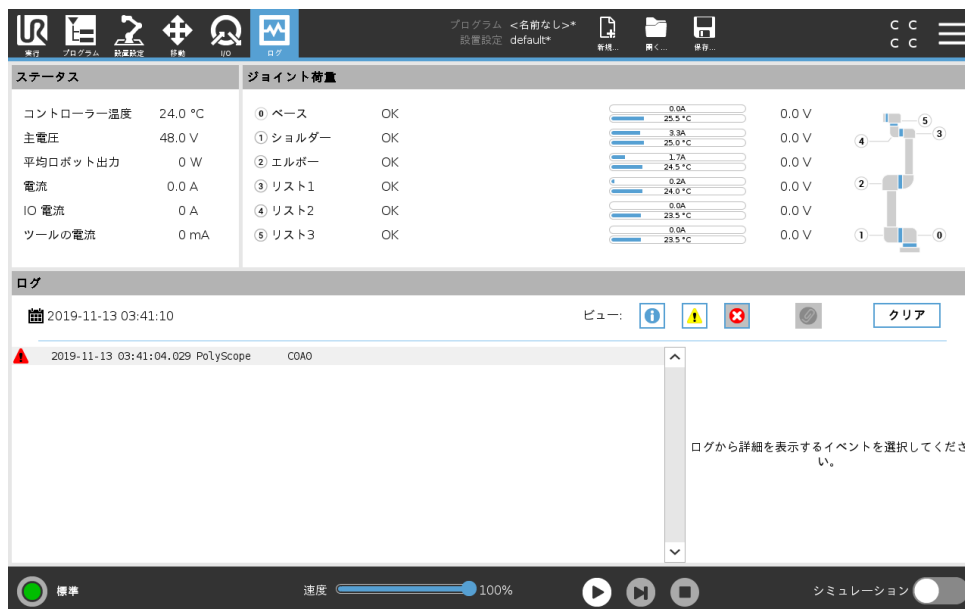 プログラム <名前なし>*
設置設定 default*
実行 プログラム 設置設定 移動 I/O ログ 新規... 開く... 保存...
C C
C C
ステータス ジョイント荷重
コントローラー温度 24.0 °C
主電圧 48.0 V
平均ロボット出力 0 W
電流 0.0 A
IO 電流 0 A
ツールの電流 0 mA
0 ベース OK 0.0A 25.5 °C 0.0 V
1 ショルダー OK 3.3A 25.0 °C 0.0 V
2 エルボー OK 1.7A 24.5 °C 0.0 V
3 リスト1 OK 0.2A 24.0 °C 0.0 V
4 リスト2 OK 0.0A 23.5 °C 0.0 V
5 リスト3 OK 0.0A 23.5 °C 0.0 V
5
4 3
2
1 0
ログ
2019-11-13 03:41:10 ビュー: クリア
2019-11-13 03:41:04.029 PolyScope C0A0
ログから詳細を表示するイベントを選択してくださ
い。
標準 速度 100% シミュレーション